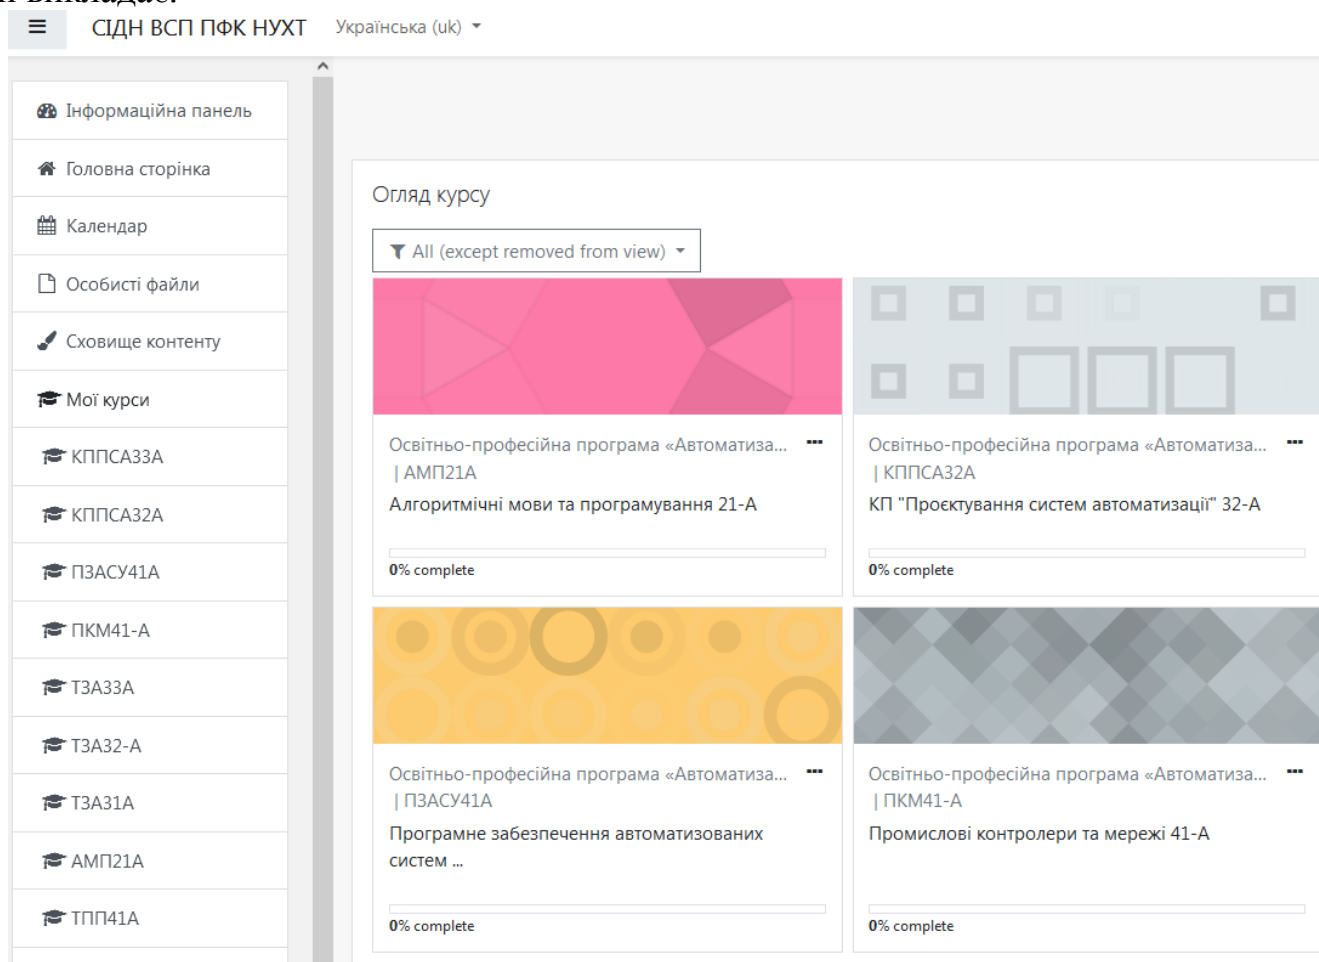 викладає.
СІДН ВСП ПФК НУХТ Українська (uk)
Інформаційна панель
Головна сторінка
Календар
Особисті файли
Сховище контенту
Мої курси
КППСА33А
КППСА32А
ПЗАСУ41А
ПКМ41-А
ТЗА33А
ТЗА32-А
ТЗА31А
АМП21А
ТПП41А
Огляд курсу
All (except removed from view)
Освітньо-професійна програма «Автоматиза...
| АМП21А
Алгоритмічні мови та програмування 21-А
0% complete
Освітньо-професійна програма «Автоматиза...
| КППСА32А
КП "Проєктування систем автоматизації" 32-А
0% complete
Освітньо-професійна програма «Автоматиза...
| ПЗАСУ41А
Програмне забезпечення автоматизованих
систем ...
0% complete
Освітньо-професійна програма «Автоматиза...
| ПКМ41-А
Промислові контролери та мережі 41-А
0% complete